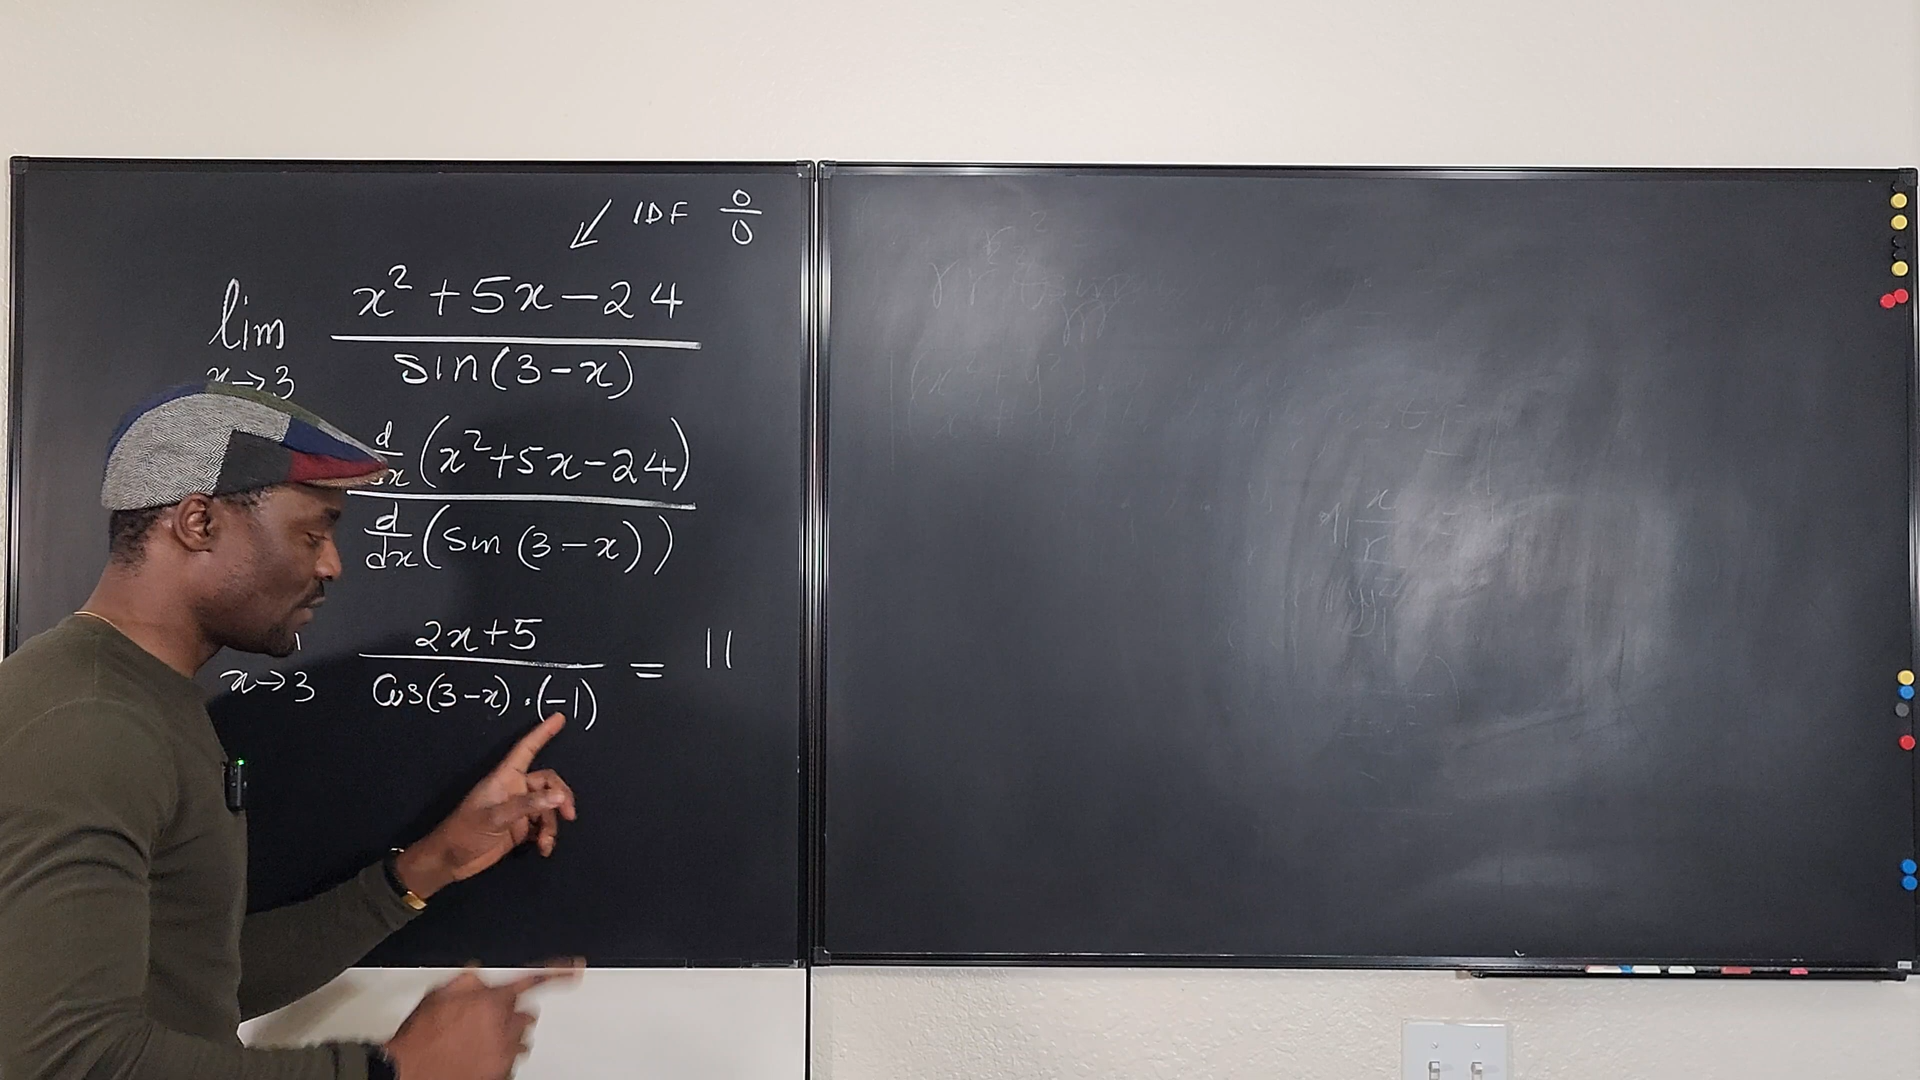 ↙ IDF 0/0
lim x→3 (x² + 5x − 24)/(sin(3−x))
d/dx (x²+5x−24)
d/dx (sin (3−x))
x→3 (2x+5)/(cos(3−x)·(−1)) = 11